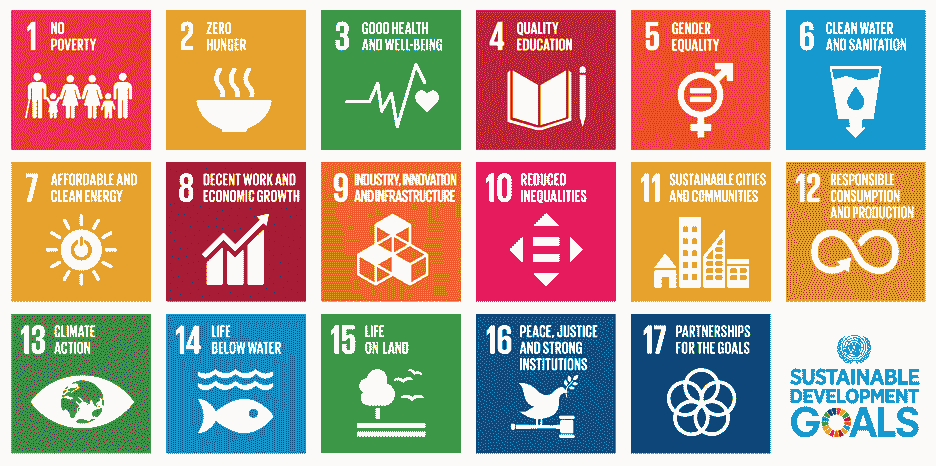 1 NO
POVERTY
2 ZERO
HUNGER
3 GOOD HEALTH
AND WELL-BEING
4 QUALITY
EDUCATION
5 GENDER
EQUALITY
6 CLEAN WATER
AND SANITATION
7 AFFORDABLE AND
CLEAN ENERGY
8 DECENT WORK AND
ECONOMIC GROWTH
9 INDUSTRY, INNOVATION
AND INFRASTRUCTURE
10 REDUCED
INEQUALITIES
11 SUSTAINABLE CITIES
AND COMMUNITIES
12 RESPONSIBLE
CONSUMPTION
AND PRODUCTION
13 CLIMATE
ACTION
14 LIFE
BELOW WATER
15 LIFE
ON LAND
16 PEACE, JUSTICE
AND STRONG
INSTITUTIONS
17 PARTNERSHIPS
FOR THE GOALS
SUSTAINABLE
DEVELOPMENT
GOALS